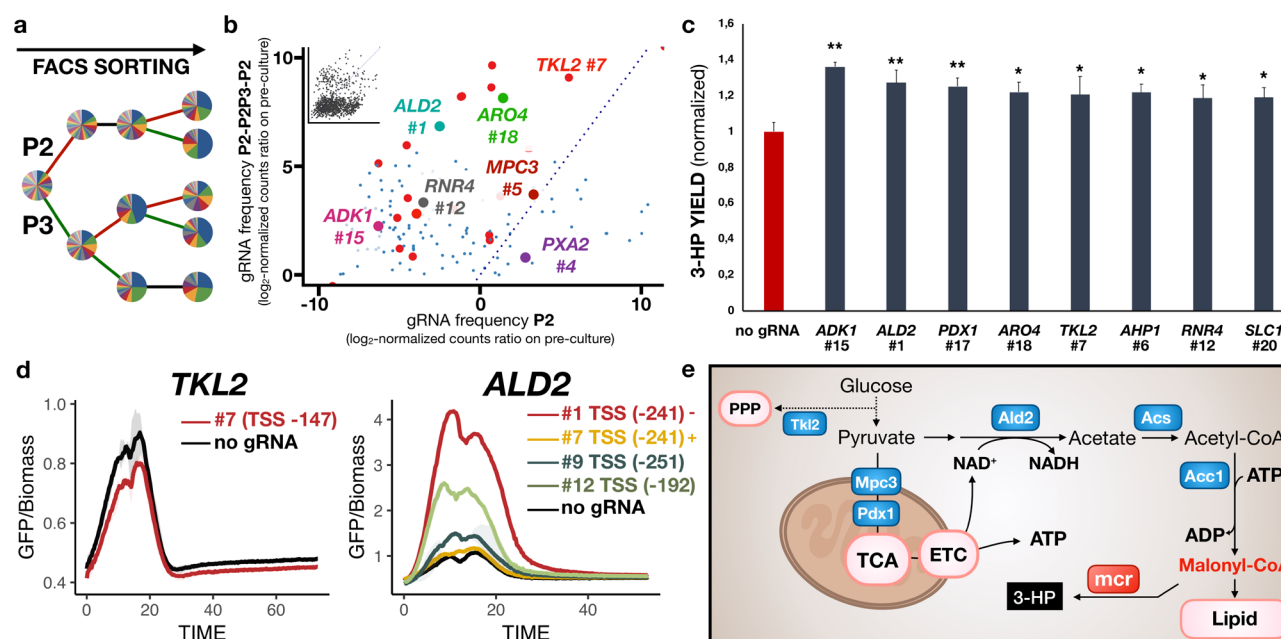 a
FACS SORTING
P2
P3
b
gRNA frequency P2-P2P3-P2
(log₂-normalized counts ratio on pre-culture)
10
5
0
-10
0
10
TKL2 #7
ALD2
#1
ARO4
#18
MPC3
#5
RNR4
#12
ADK1
#15
PXA2
#4
gRNA frequency P2
(log₂-normalized counts ratio on pre-culture)
c
3-HP YIELD (normalized)
1,6
1,4
1,2
1
0,8
0,6
0,4
0,2
0
**
**
**
*
*
*
*
*
no gRNA
ADK1
#15
ALD2
#1
PDX1
#17
ARO4
#18
TKL2
#7
AHP1
#6
RNR4
#12
SLC1
#20
d
TKL2
#7 (TSS -147)
no gRNA
GFP/Biomass
1.0
0.8
0.6
0.4
0
20
40
60
TIME
ALD2
#1 TSS (-241) -
#7 TSS (-241) +
#9 TSS (-251)
#12 TSS (-192)
no gRNA
GFP/Biomass
4
3
2
1
0
20
40
TIME
e
Glucose
PPP
Tkl2
Pyruvate
Ald2
Acetate
Acs
Acetyl-CoA
NAD⁺
NADH
Mpc3
Pdx1
TCA
ETC
ATP
Acc1
ATP
ADP
Malonyl-CoA
mcr
3-HP
Lipid